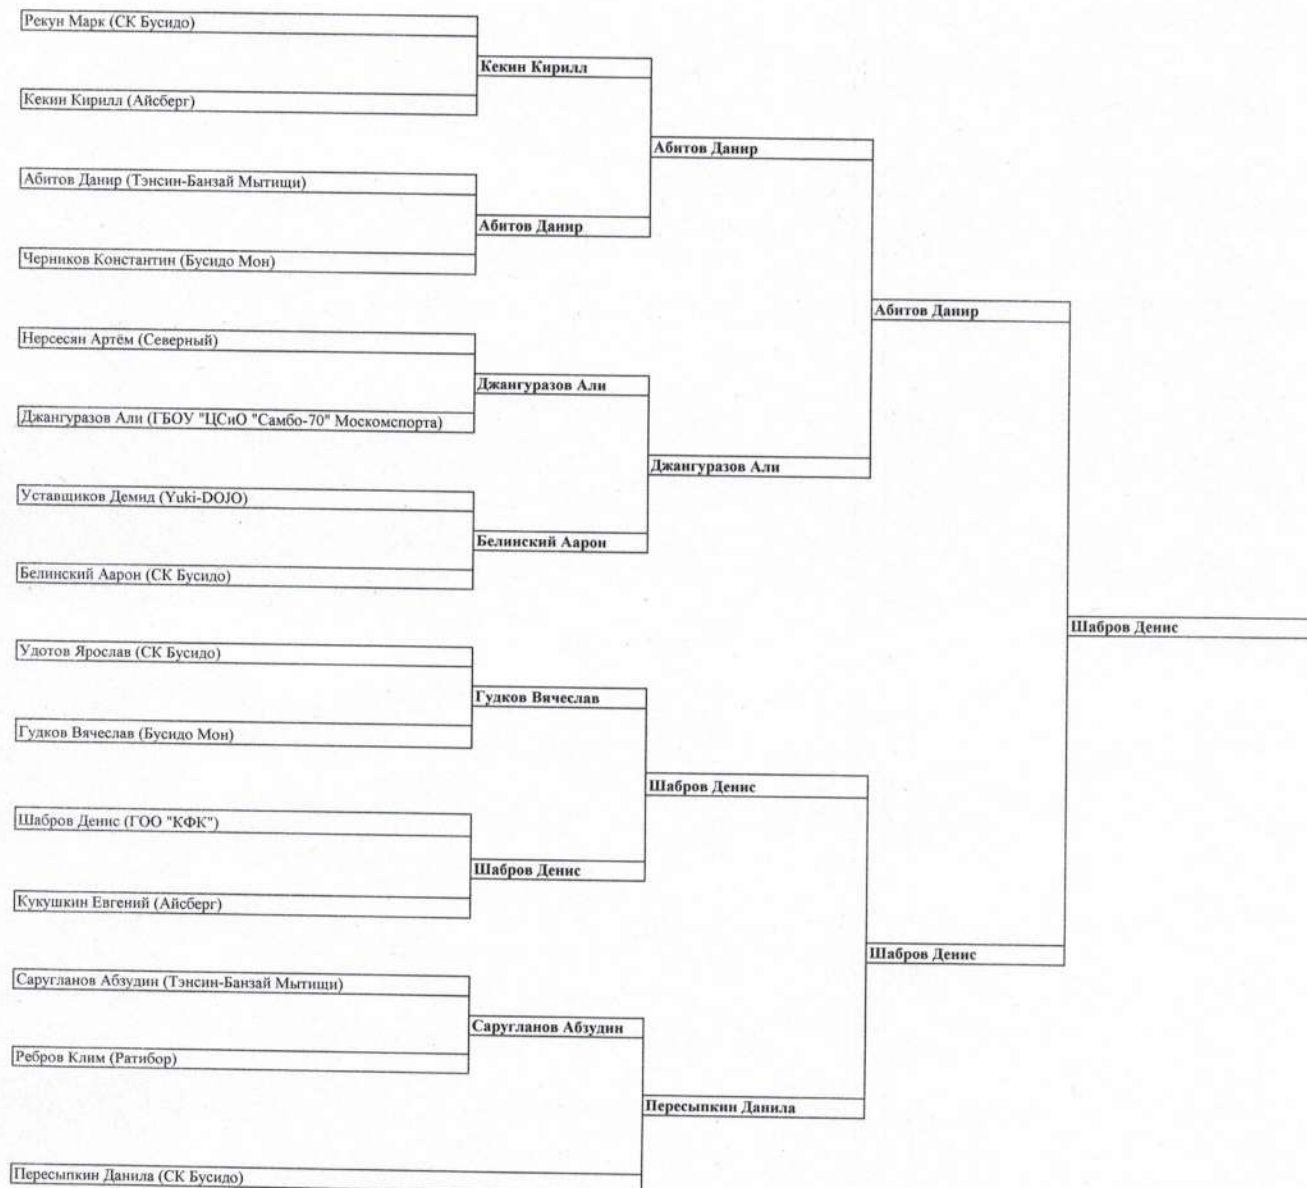 Рекун Марк (СК Бусидо)
Кекин Кирилл
Кекин Кирилл (Айсберг)
Абитов Данир
Абитов Данир (Тэнсин-Банзай Мытищи)
Абитов Данир
Черников Константин (Бусидо Мон)
Абитов Данир
Нерсесян Артём (Северный)
Джангуразов Али
Джангуразов Али (ГБОУ "ЦСиО "Самбо-70" Москомспорта)
Джангуразов Али
Уставщиков Демид (Yuki-DOJO)
Белинский Аарон
Белинский Аарон (СК Бусидо)
Шабров Денис
Удотов Ярослав (СК Бусидо)
Гудков Вячеслав
Гудков Вячеслав (Бусидо Мон)
Шабров Денис
Шабров Денис (ГОО "КФК")
Шабров Денис
Кукушкин Евгений (Айсберг)
Шабров Денис
Саругланов Абзудин (Тэнсин-Банзай Мытищи)
Саругланов Абзудин
Ребров Клим (Ратибор)
Пересыпкин Данила
Пересыпкин Данила (СК Бусидо)